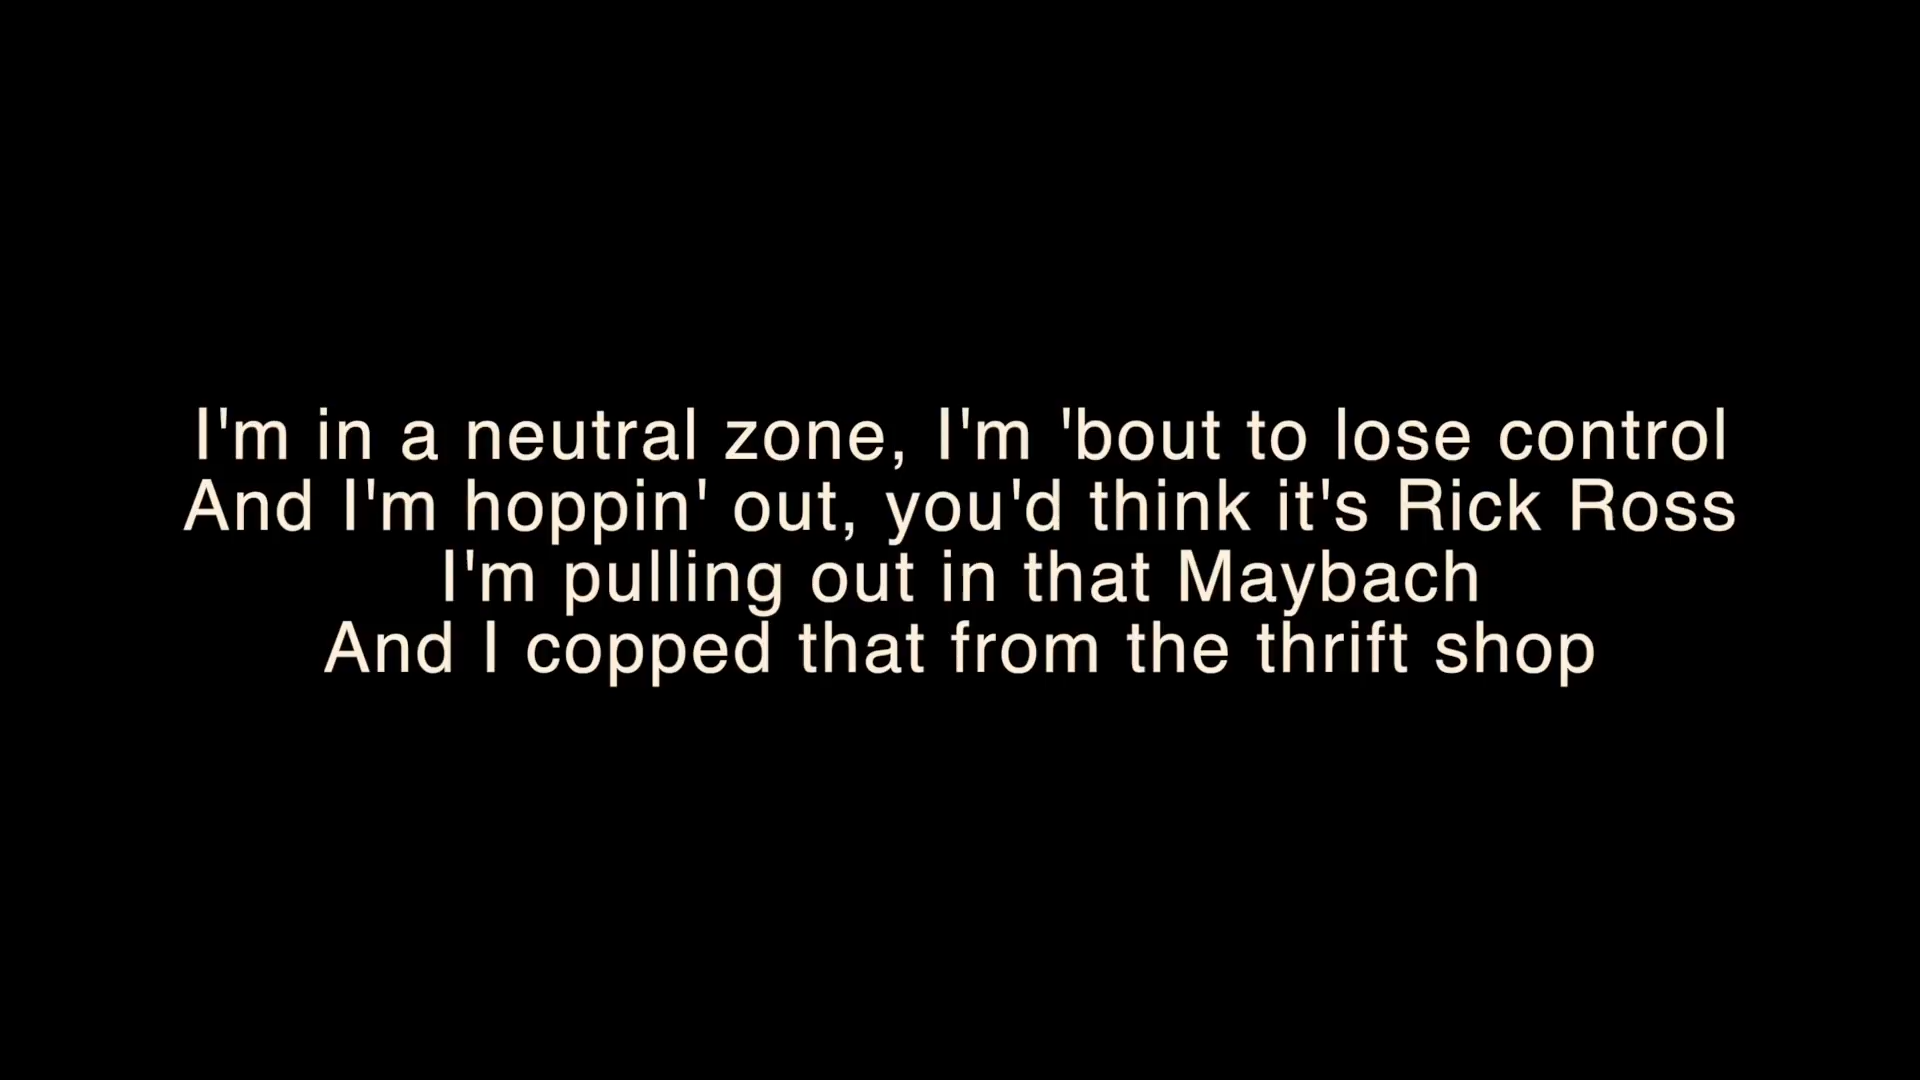 I'm in a neutral zone, I'm 'bout to lose control
And I'm hoppin' out, you'd think it's Rick Ross
I'm pulling out in that Maybach
And I copped that from the thrift shop